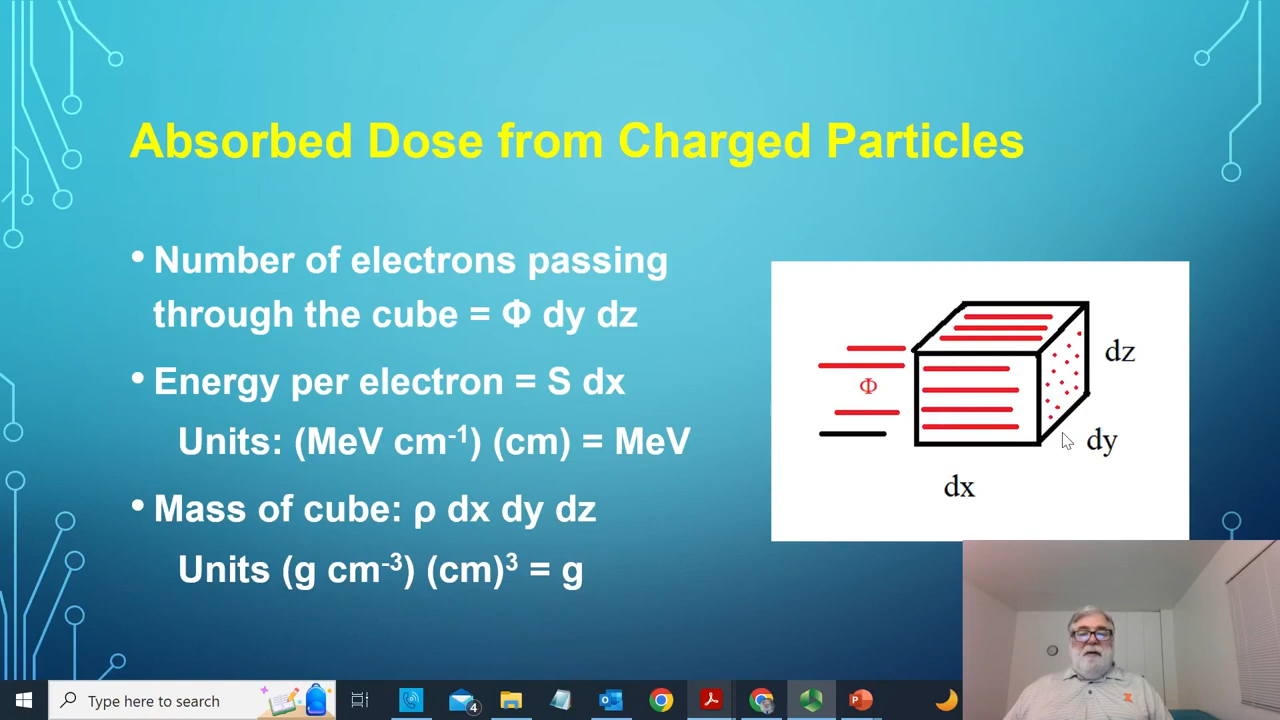 Absorbed Dose from Charged Particles
• Number of electrons passing
through the cube = Φ dy dz
• Energy per electron = S dx
Units: (MeV cm⁻¹) (cm) = MeV
• Mass of cube: ρ dx dy dz
Units (g cm⁻³) (cm)³ = g
dz
Φ
dy
dx
Type here to search
4